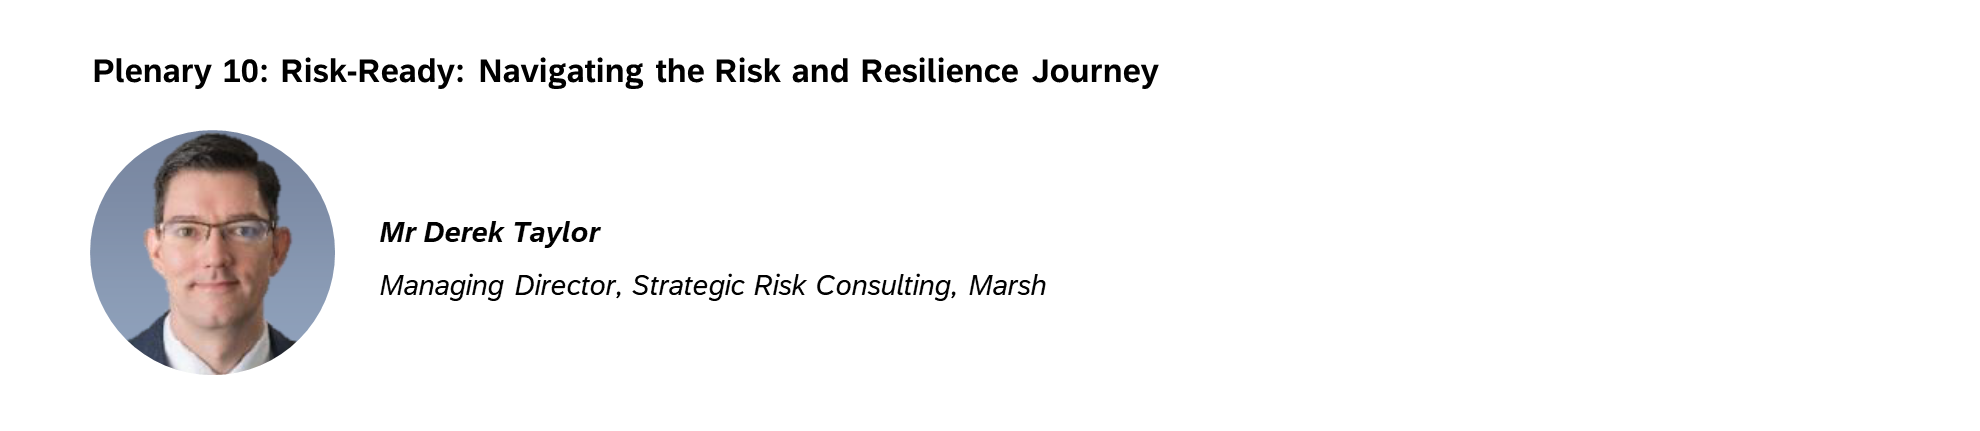 Plenary 10: Risk-Ready: Navigating the Risk and Resilience Journey
Mr Derek Taylor
Managing Director, Strategic Risk Consulting, Marsh